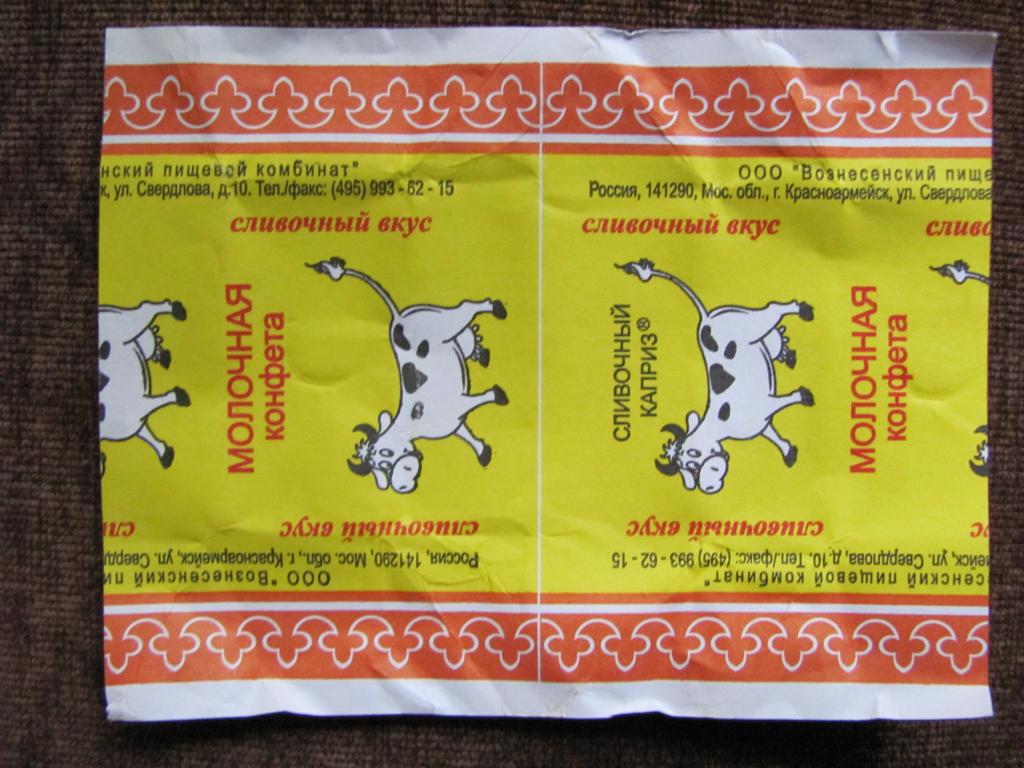 нский пищевой комбинат"
к, ул. Свердлова, д.10. Тел./факс: (495) 993 - 62 - 15
сливочный вкус
МОЛОЧНАЯ
конфета
сливочный вкус
Россия, 141290, Мос. обл., г. Красноармейск, ул. Сверд
ООО "Вознесенский пи
ООО "Вознесенский пище
Россия, 141290, Мос. обл., г. Красноармейск, ул. Свердлова
сливочный вкус
сливо
СЛИВОЧНЫЙ
КАПРИЗ®
МОЛОЧНАЯ
конфета
сливочный вкус
ейск, ул. Свердлова, д.10. Тел./факс: (495) 993 - 62 - 15
сенский пищевой комбинат"